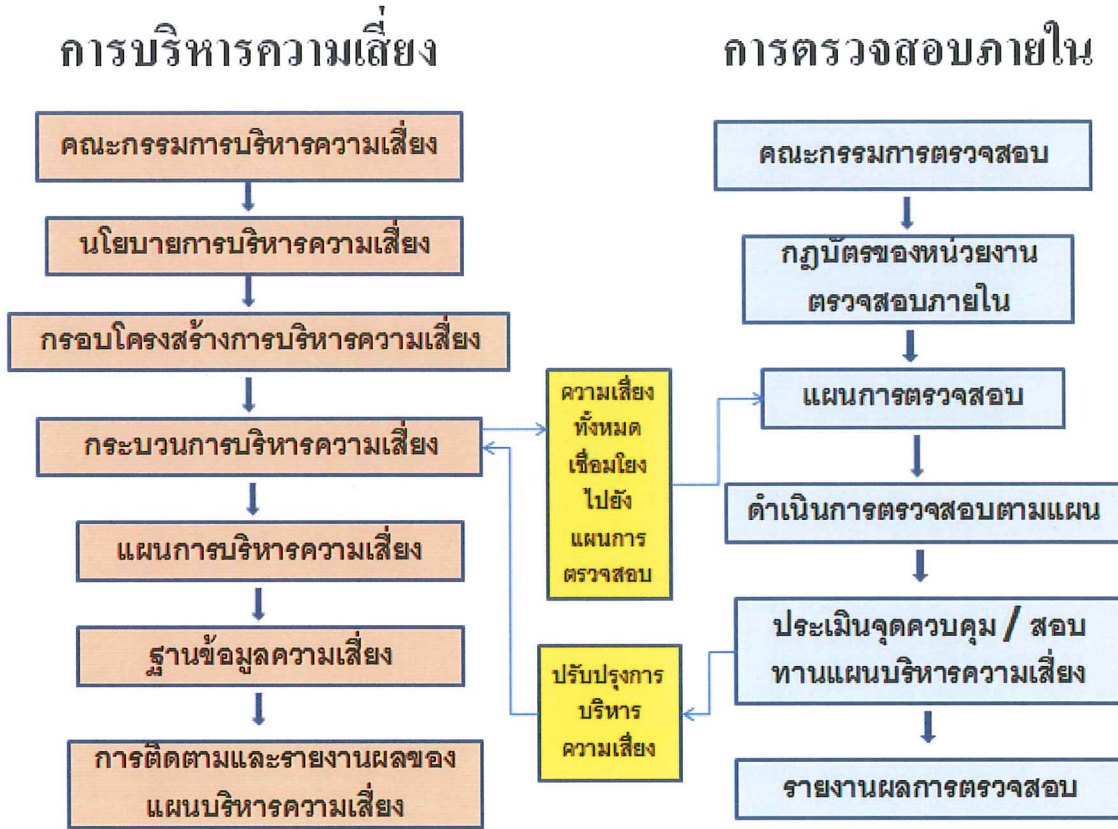 การบริหารความเสี่ยง
คณะกรรมการบริหารความเสี่ยง
นโยบายการบริหารความเสี่ยง
กรอบโครงสร้างการบริหารความเสี่ยง
กระบวนการบริหารความเสี่ยง
แผนการบริหารความเสี่ยง
ฐานข้อมูลความเสี่ยง
การติดตามและรายงานผลของ
แผนบริหารความเสี่ยง
ความเสี่ยง
ทั้งหมด
เชื่อมโยง
ไปยัง
แผนการ
ตรวจสอบ
ปรับปรุงการ
บริหาร
ความเสี่ยง
การตรวจสอบภายใน
คณะกรรมการตรวจสอบ
กฎบัตรของหน่วยงาน
ตรวจสอบภายใน
แผนการตรวจสอบ
ดำเนินการตรวจสอบตามแผน
ประเมินจุดควบคุม / สอบ
ทานแผนบริหารความเสี่ยง
รายงานผลการตรวจสอบ